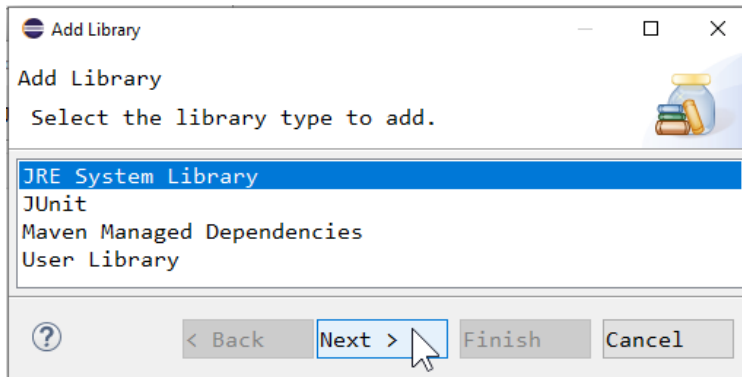 Add Library
Add Library
Select the library type to add.
JRE System Library
JUnit
Maven Managed Dependencies
User Library
? < Back Next > Finish Cancel